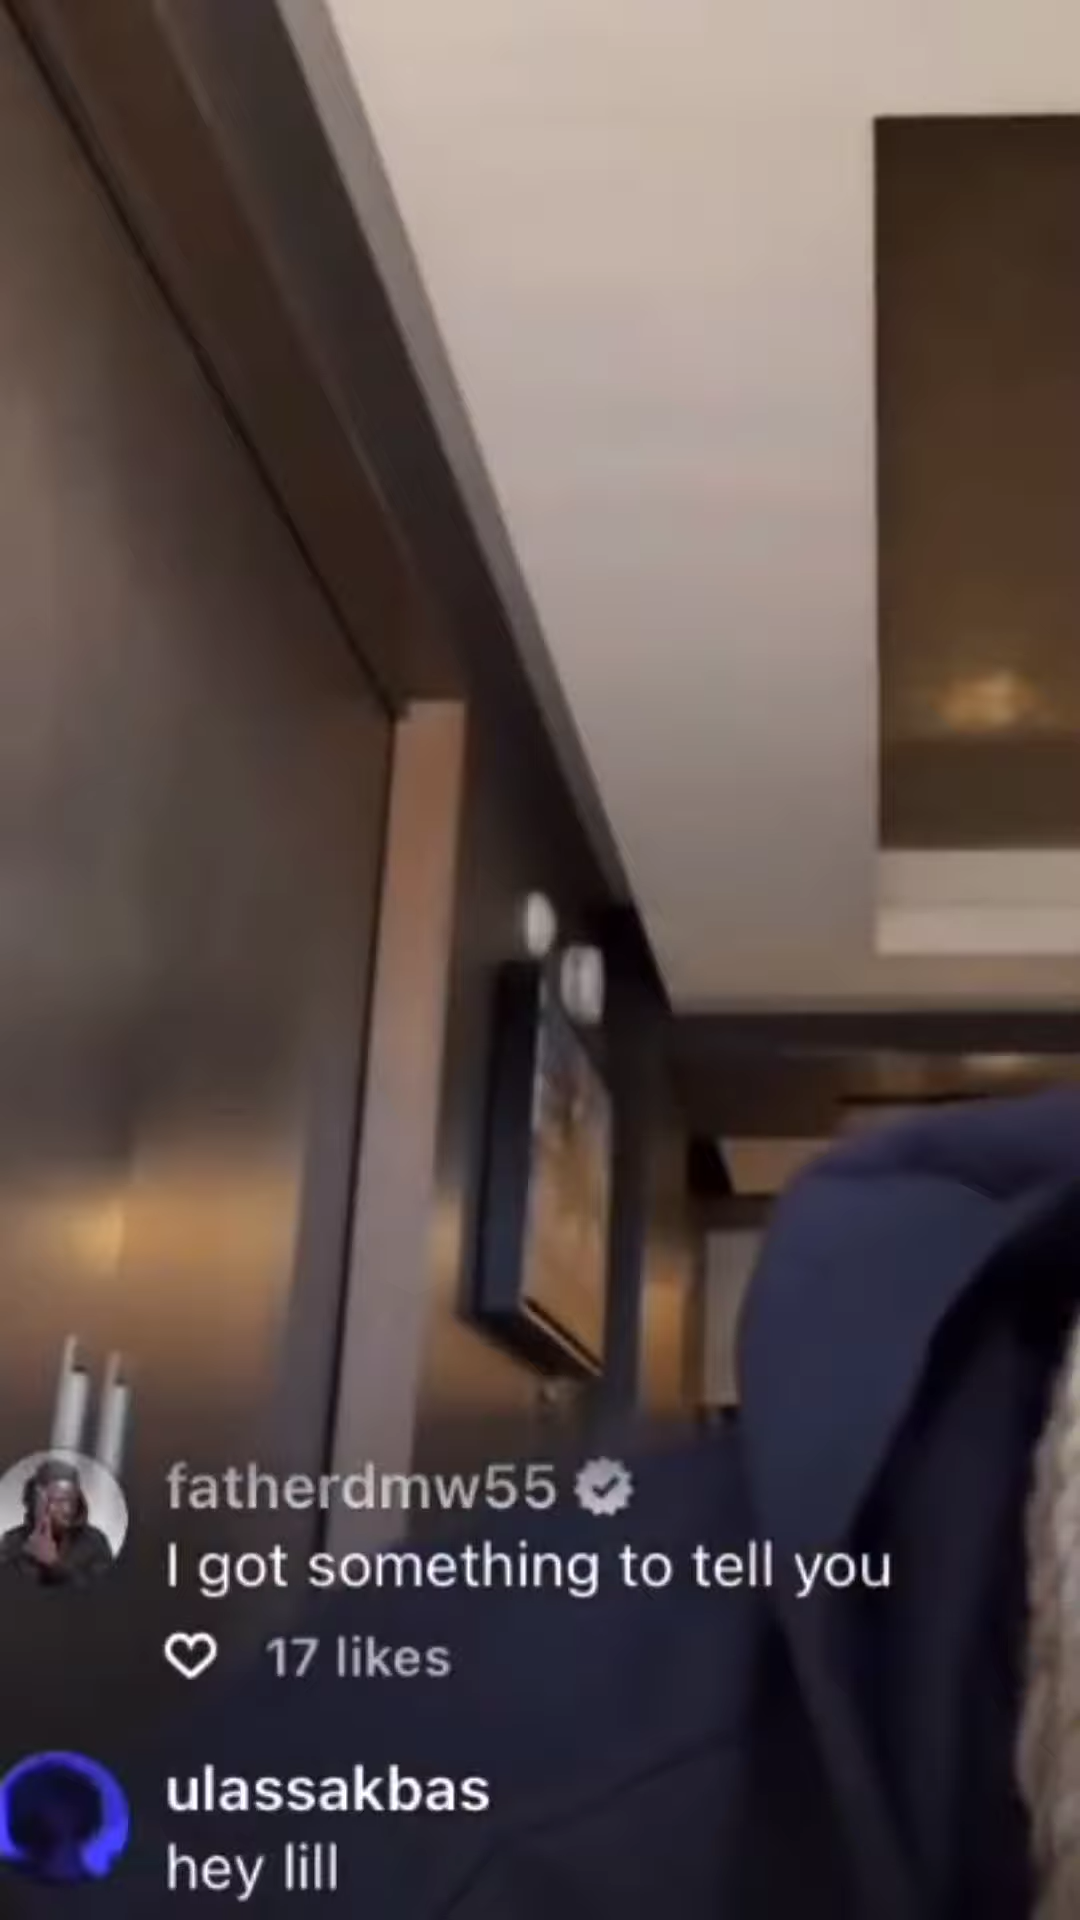 fatherdmw55
I got something to tell you
17 likes
ulassakbas
hey lill